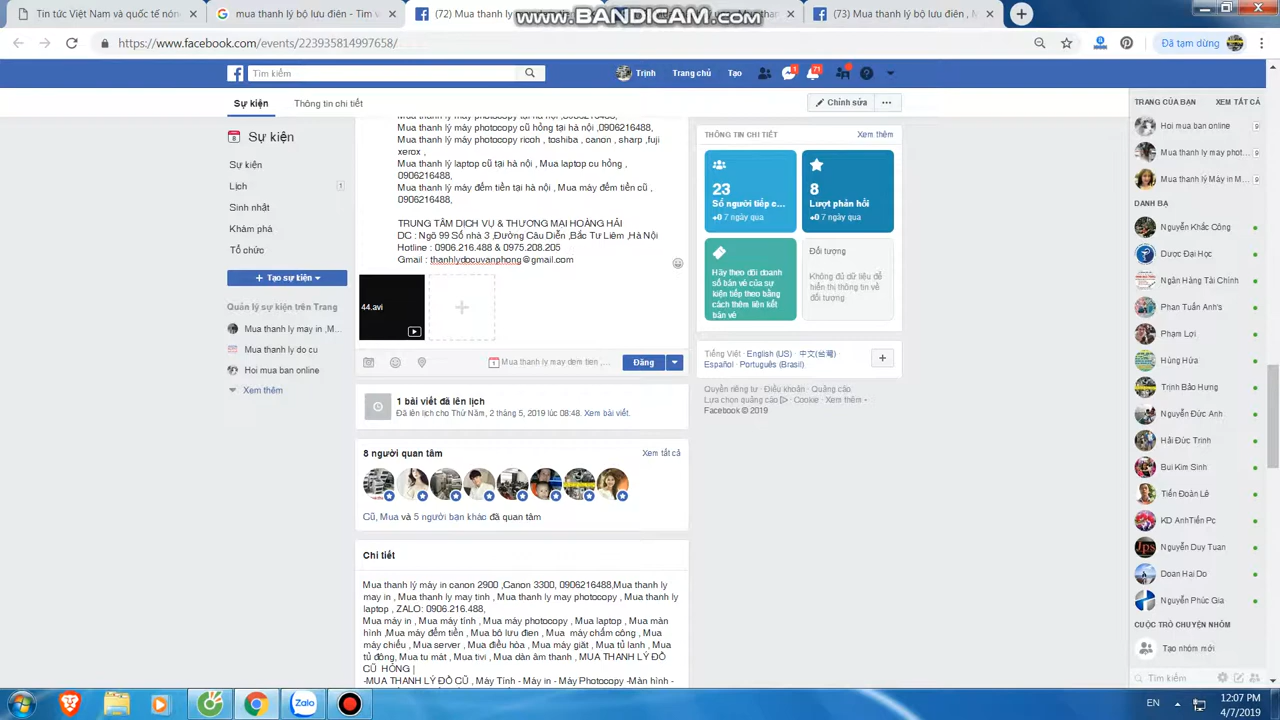 Tin tức Việt và quốc tế nóng
mua thanh lý bộ lưu điện - Tìm v
(72) Mua thanh lý
www.BANDICAM.com
(73) Mua thanh lý bộ lưu điện , M
https://www.facebook.com/events/223935814997658/
Đã tạm dừng
Tìm kiếm
Trịnh
Trang chủ
Tạo
1
71
Sự kiện
Thông tin chi tiết
Chỉnh sửa
Sự kiện
Sự kiện
Lịch
1
Sinh nhật
Khám phá
Tổ chức
+ Tạo sự kiện
Quản lý sự kiện trên Trang
Mua thanh ly may in ,M...
Mua thanh ly do cu
Hoi mua ban online
Xem thêm
Mua thanh lý máy photocopy tại hà nội ,0906216488,
Mua thanh lý máy photocopy cũ hỏng tại hà nội ,0906216488,
Mua thanh lý máy photocopy ricoh , toshiba , canon , sharp ,fuji
xerox ,
Mua thanh lý laptop cũ tại hà nội , Mua laptop cu hỏng ,
0906216488,
Mua thanh lý máy đếm tiền tại hà nội , Mua máy đếm tiền cũ ,
0906216488,
TRUNG TÂM DỊCH VỤ & THƯƠNG MẠI HOÀNG HẢI
DC : Ngõ 99 Số nhà 3 ,Đường Cầu Diễn ,Bắc Từ Liêm ,Hà Nội
Hotline : 0906.216.488 & 0975.208.205
Gmail : thanhlydocuvanphong@gmail.com
44.avi
Mua thanh ly may dem tien ,...
Đăng
1 bài viết đã lên lịch
Đã lên lịch cho Thứ Năm, 2 tháng 5, 2019 lúc 08:48. Xem bài viết.
8 người quan tâm
Xem tất cả
Cũ, Mua và 5 người bạn khác đã quan tâm
Chi tiết
Mua thanh lý máy in canon 2900 ,Canon 3300, 0906216488,Mua thanh ly
may in , Mua thanh ly may tinh , Mua thanh ly may photocopy , Mua thanh ly
laptop , ZALO: 0906.216.488,
Mua máy in , Mua máy tính , Mua máy photocopy , Mua laptop , Mua màn
hình ,Mua máy đếm tiền , Mua bộ lưu điện , Mua máy chấm công , Mua
máy chiếu , Mua server , Mua điều hòa , Mua máy giặt , Mua tủ lạnh , Mua
tủ đông, Mua tu mát , Mua tivi , Mua dàn âm thanh , MUA THANH LÝ ĐỒ
CŨ HỎNG |
-MUA THANH LÝ ĐỒ CŨ , Máy Tính - Máy in - Máy Photocopy -Màn hình -
THÔNG TIN CHI TIẾT
Xem thêm
23
Số người tiếp c...
+0 7 ngày qua
8
Lượt phản hồi
+0 7 ngày qua
Hãy theo dõi doanh
số bán vé của sự
kiện tiếp theo bằng
cách thêm liên kết
bán vé
Đối tượng
Không đủ dữ liệu để
hiển thị thông tin về
đối tượng
Tiếng Việt · English (US) · 中文(台灣) ·
Español · Português (Brasil)
Quyền riêng tư · Điều khoản · Quảng cáo
Lựa chọn quảng cáo · Cookie · Xem thêm
Facebook © 2019
TRANG CỦA BẠN
XEM TẤT CẢ
Hoi mua ban online
9
Mua thanh ly may phot...
9
Mua thanh lý Máy in M...
9
DANH BẠ
Nguyễn Khắc Công
Dược Đại Học
Ngân Hàng Tài Chính
Phan Tuấn Anh's
Phạm Lợi
Hùng Hứa
Trịnh Bảo Hưng
Nguyễn Đức Anh
Hải Đức Trịnh
Bui Kim Sinh
Tiến Đoàn Lê
KD AnhTiến Pc
Nguyễn Duy Tuan
Doan Hai Do
Nguyễn Phúc Gia
CUỘC TRÒ CHUYỆN NHÓM
Tạo nhóm mới
Tìm kiếm
Zalo
EN
12:07 PM
4/7/2019